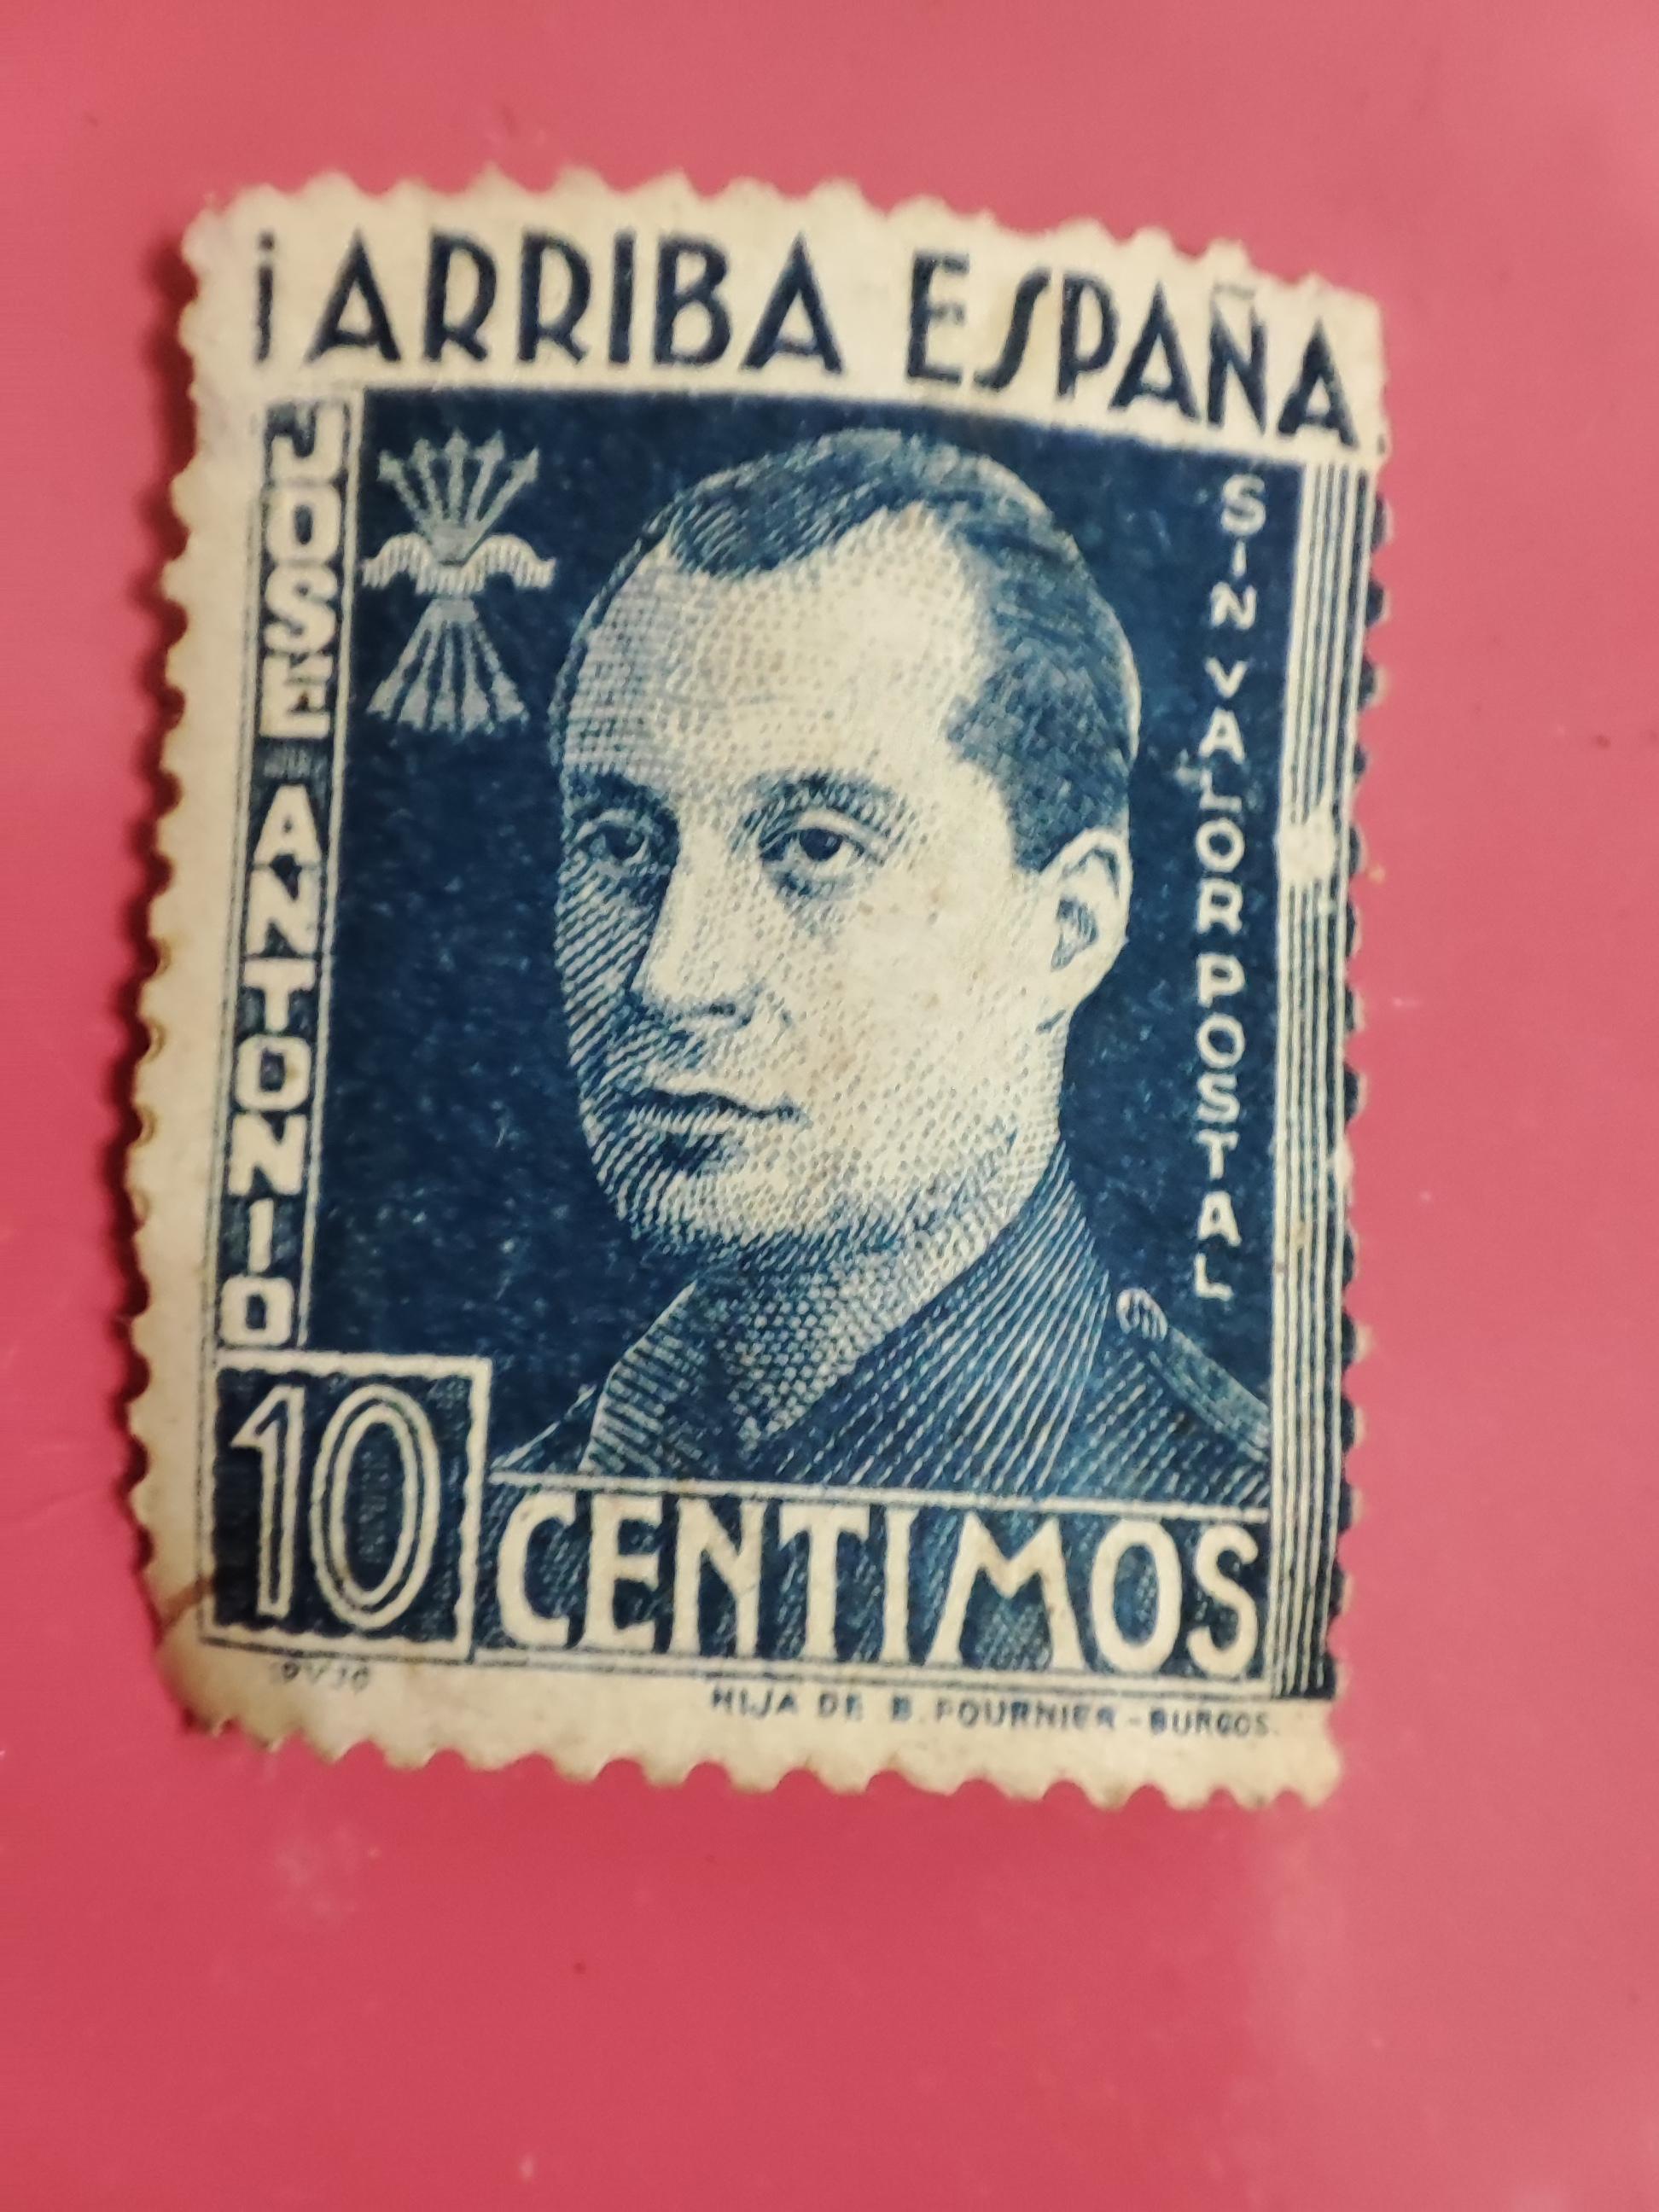 ¡ARRIBA ESPAÑA
JOSE ANTONIO
SIN VALOR POSTAL
10
CENTIMOS
HIJA DE B. FOURNIER - BURGOS.